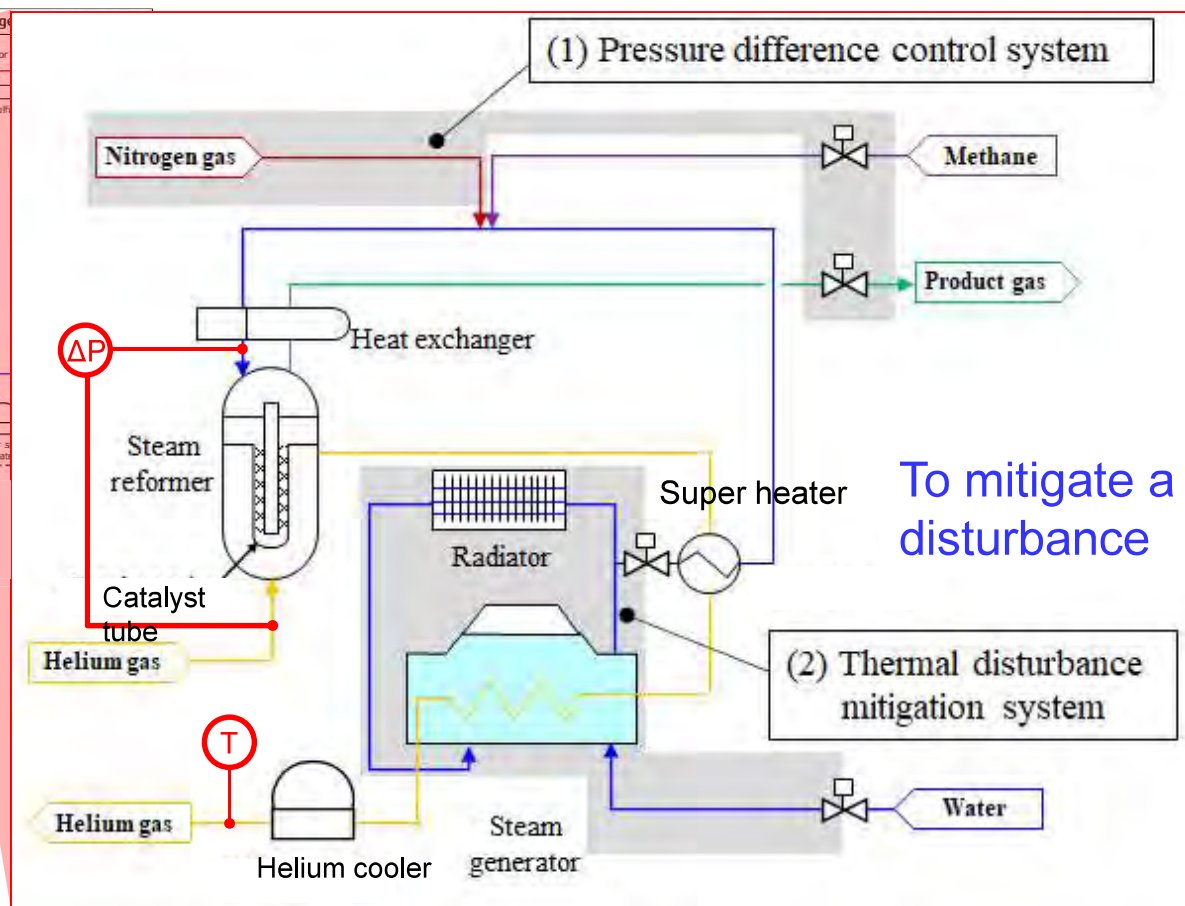 (1) Pressure difference control system
Nitrogen gas
Methane
Product gas
Heat exchanger
ΔP
Steam
reformer
Super heater
To mitigate a
disturbance
Radiator
Catalyst
tube
Helium gas
(2) Thermal disturbance
mitigation system
T
Helium gas
Water
Steam
generator
Helium cooler